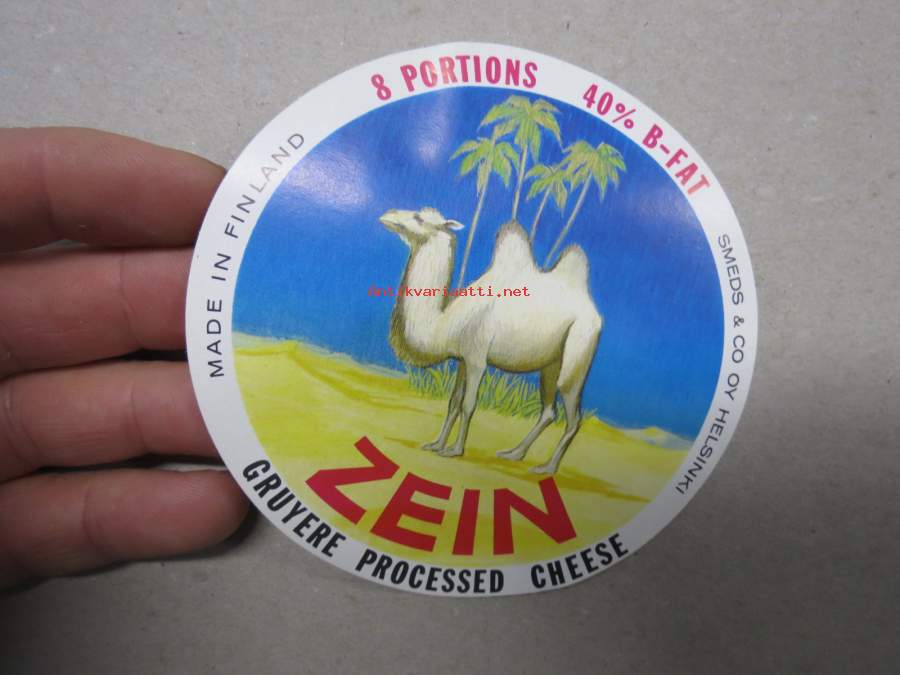 8 PORTIONS 40% B-FAT
MADE IN FINLAND
SMEDS & CO OY HELSINKI
antikvariaatti.net
ZEIN
GRUYERE PROCESSED CHEESE